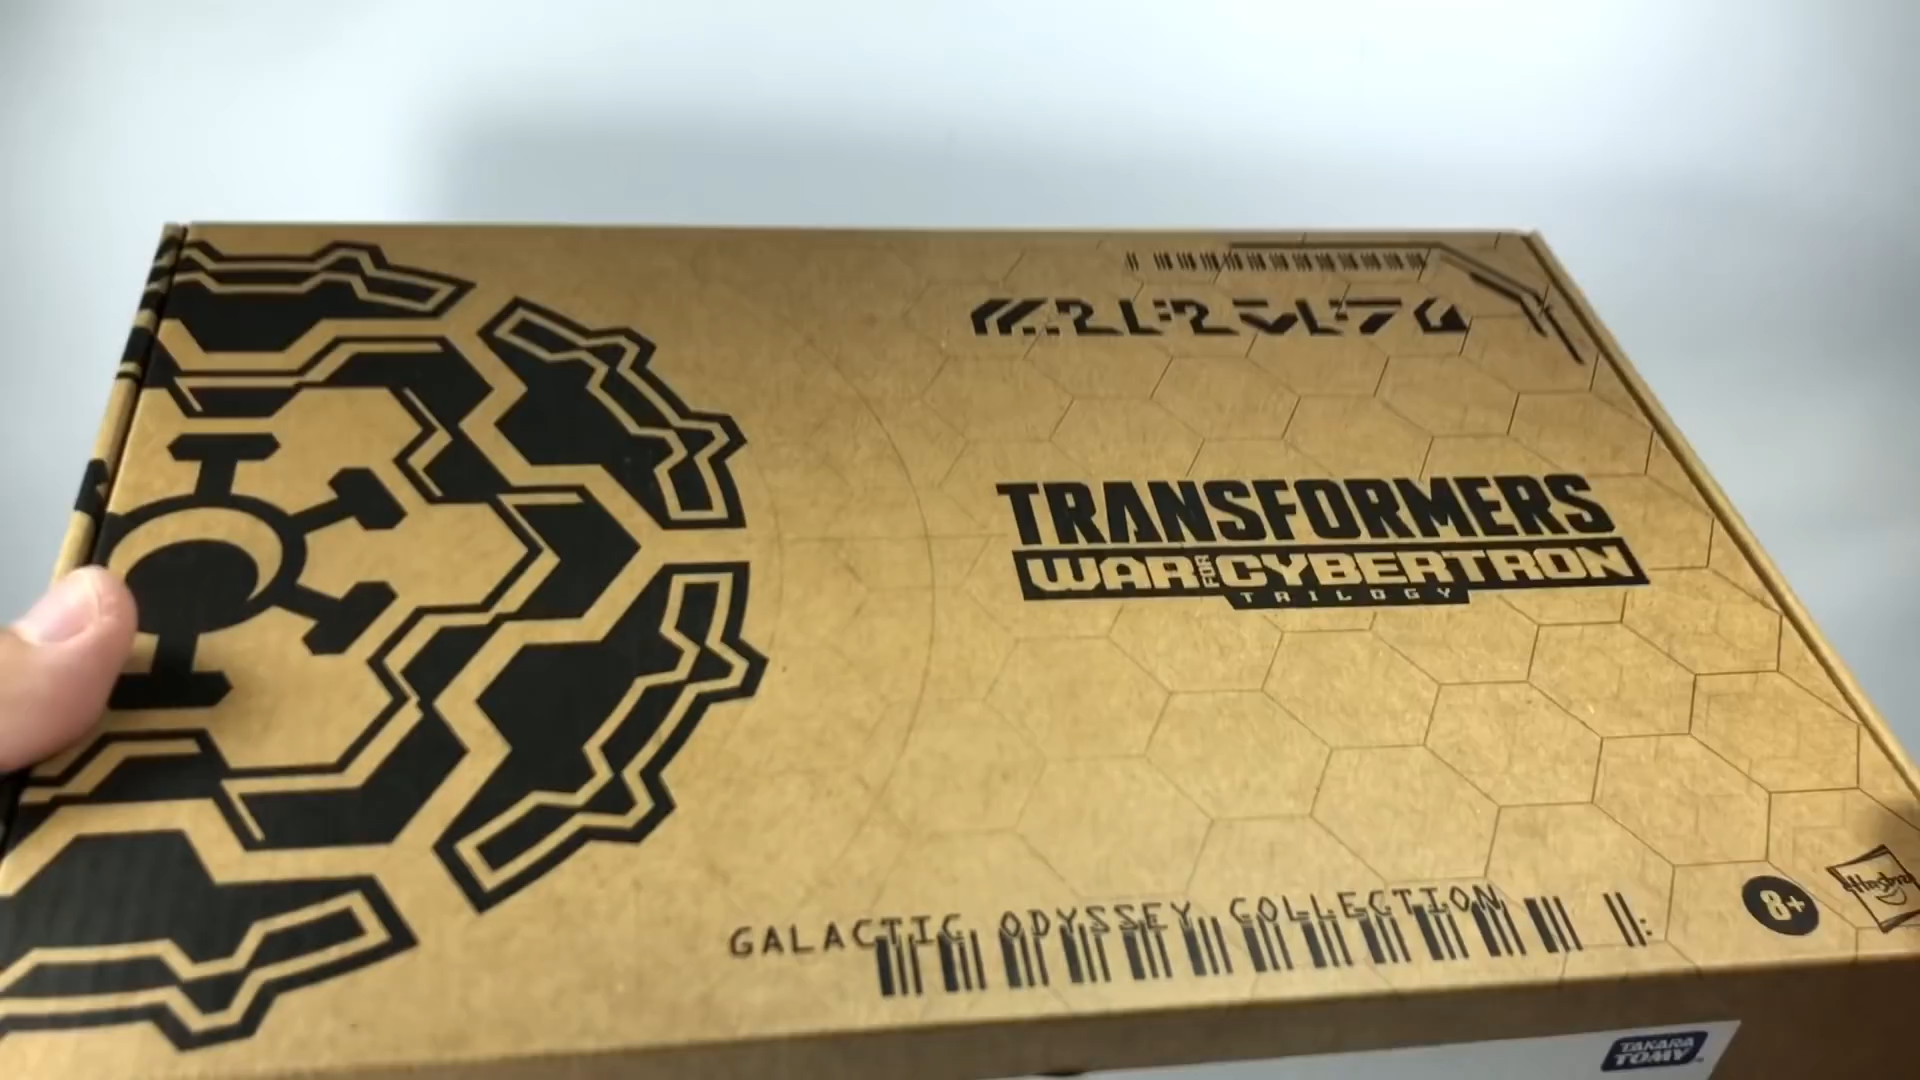 TRANSFORMERS
WAR FOR CYBERTRON
TRILOGY
GALACTIC ODYSSEY COLLECTION
8+
Hasbro
TAKARA
TOMY